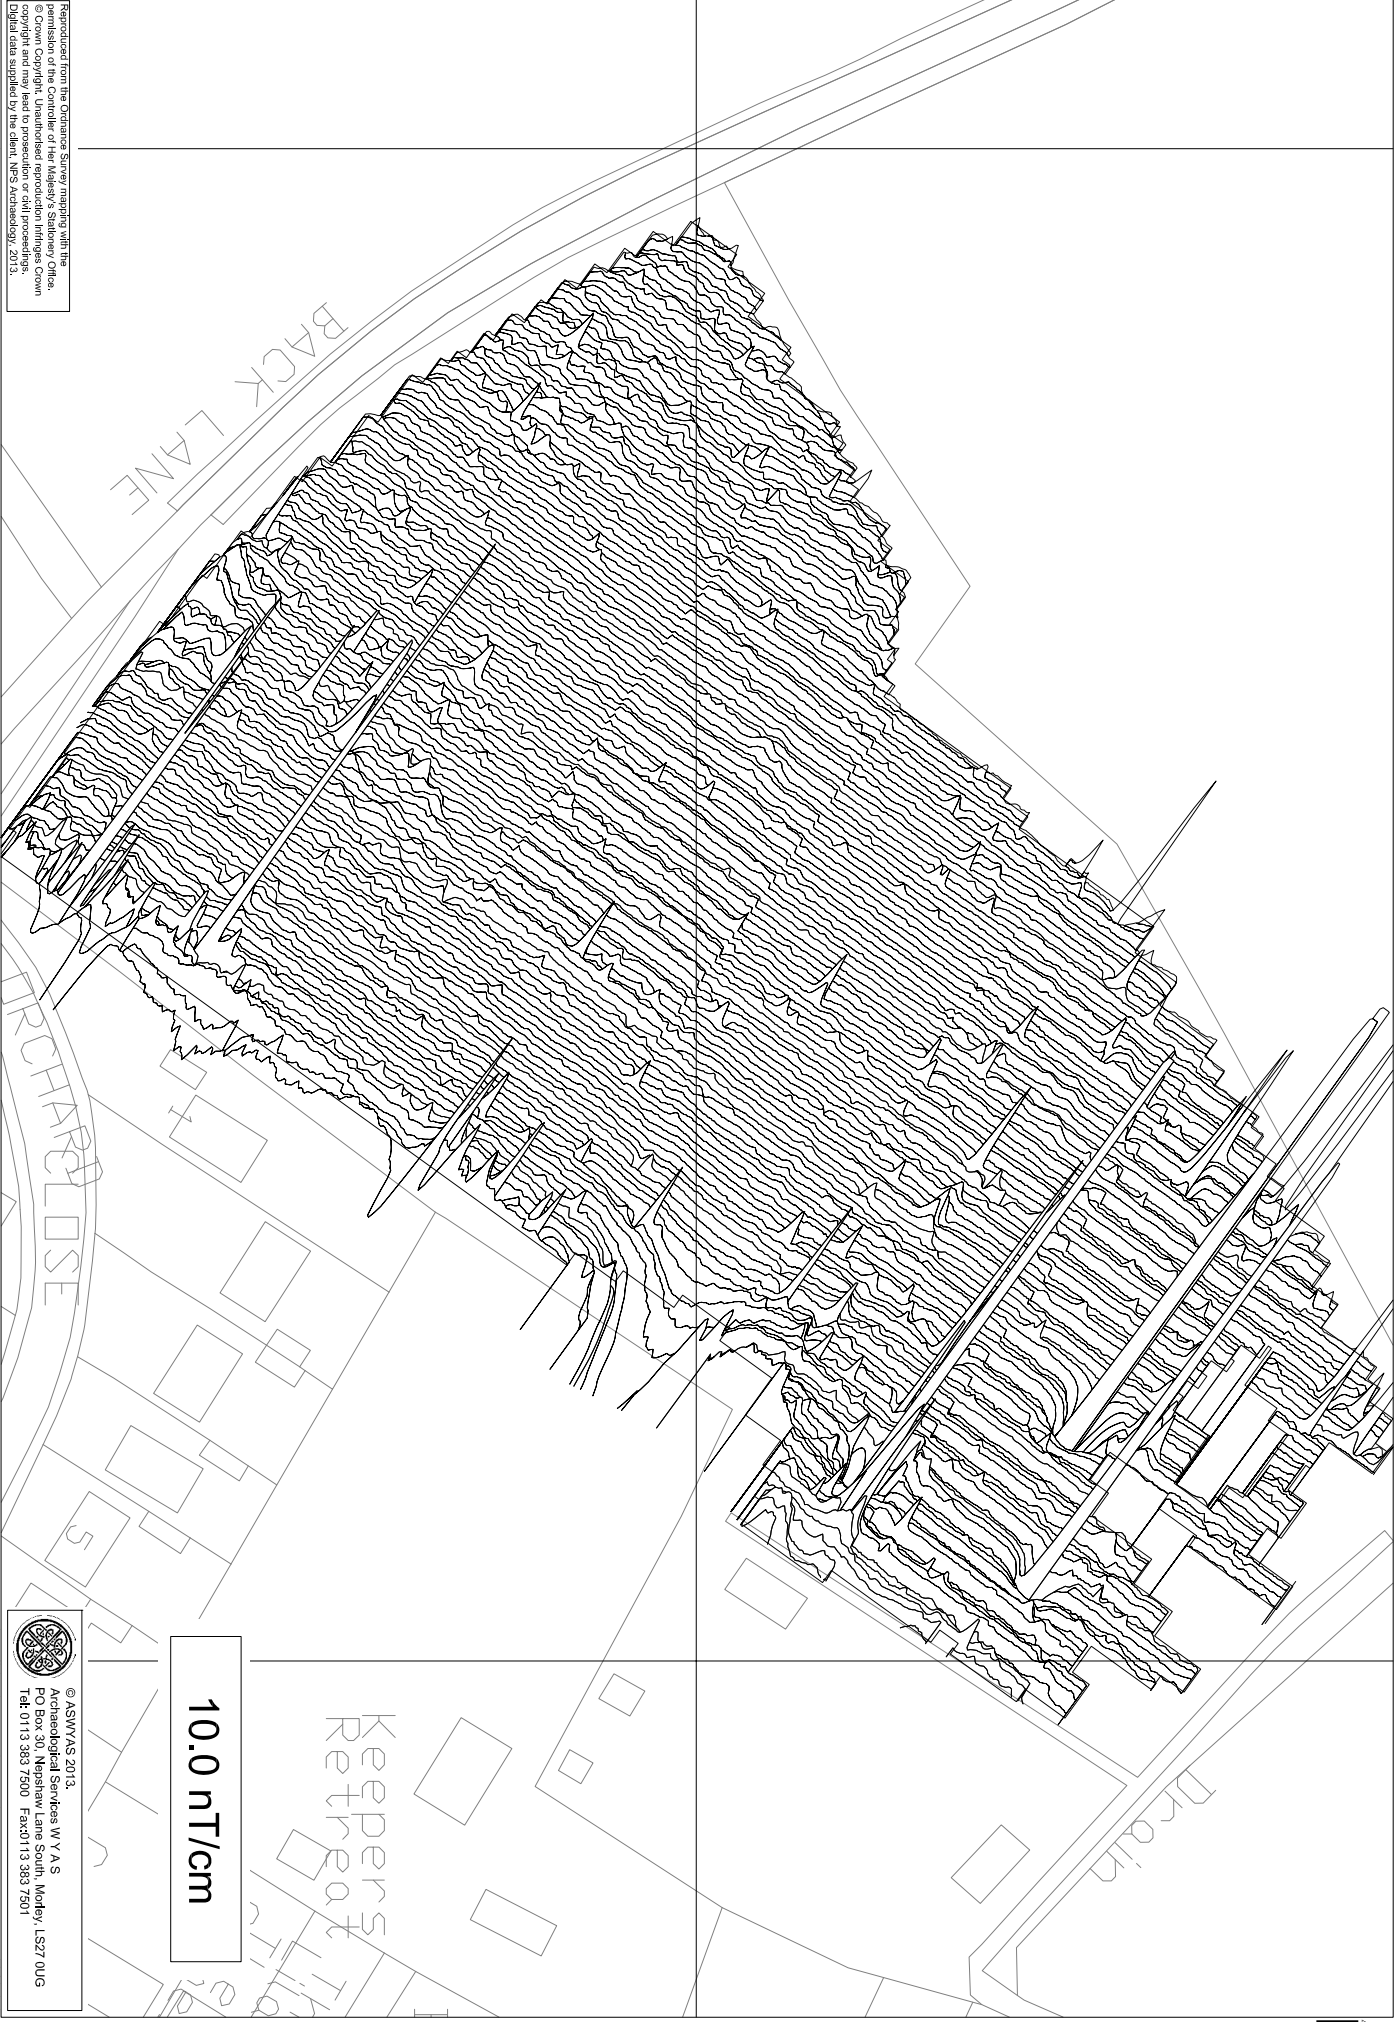 Reproduced from the Ordnance Survey mapping with the
permission of the Controller of Her Majesty's Stationery Office.
© Crown Copyright. Unauthorised reproduction infringes Crown
copyright and may lead to prosecution or civil proceedings.
Digital data supplied by the client, NPS Archaeology, 2013.
BACK LANE
CLOSE
1
5
Keepers
Retreat
Drain
10.0 nT/cm
© ASWYAS 2013.
Archaeological Services W Y A S
PO Box 30, Nepshaw Lane South, Morley, LS27 0UG
Tel: 0113 383 7500 Fax:0113 383 7501